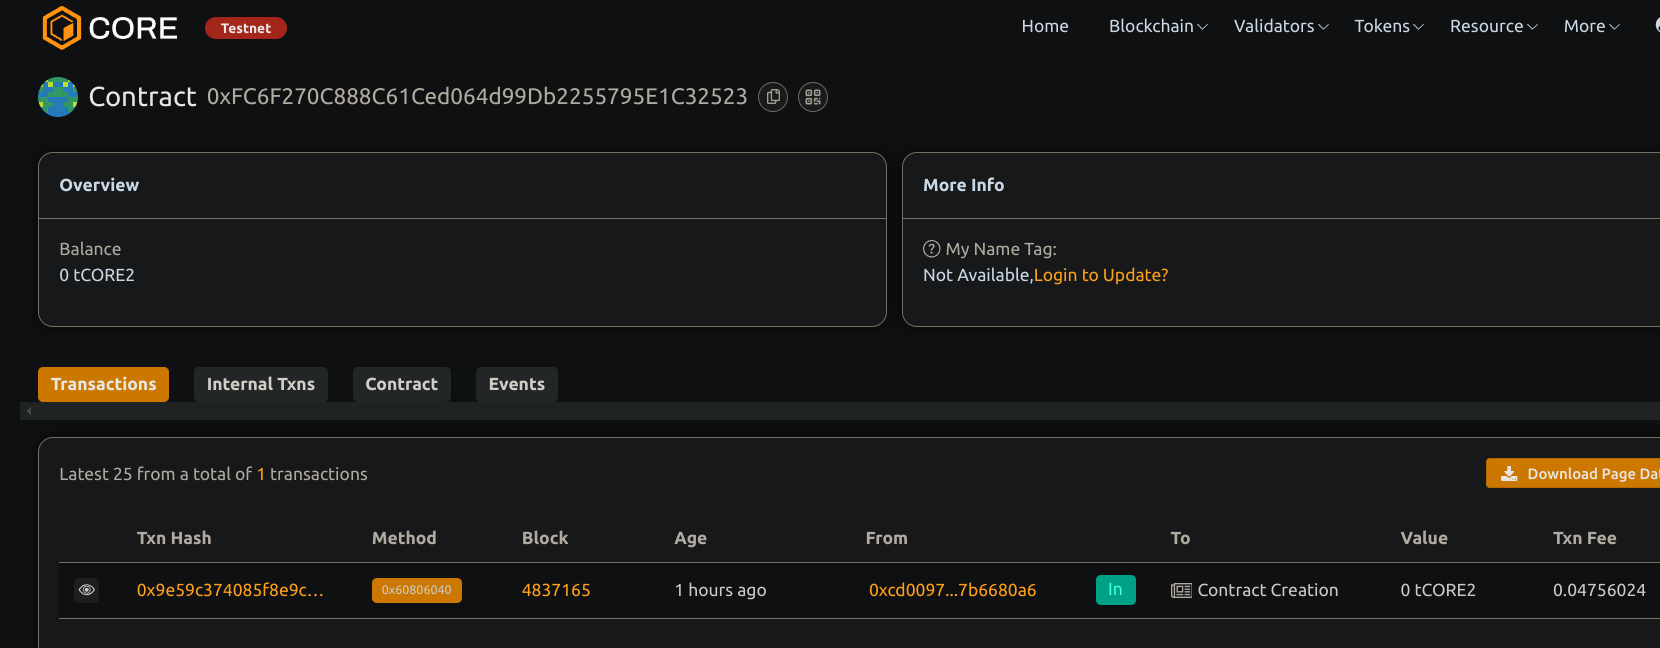 CORE Testnet Home Blockchain Validators Tokens Resource More
Contract 0xFC6F270C888C61Ced064d99Db2255795E1C32523
Overview
Balance
0 tCORE2
More Info
My Name Tag:
Not Available,Login to Update?
Transactions Internal Txns Contract Events
Latest 25 from a total of 1 transactions
Download Page Dat
Txn Hash Method Block Age From To Value Txn Fee
0x9e59c374085f8e9c... 0x60806040 4837165 1 hours ago 0xcd0097...7b6680a6 In Contract Creation 0 tCORE2 0.04756024